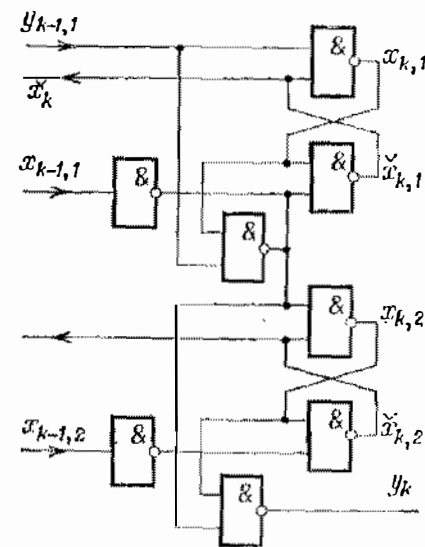 y_{k-1,1}
&
x_{k,1}
x̌_k
x_{k-1,1}
&
&
x̌_{k,1}
&
&
x_{k,2}
x_{k-1,2}
&
&
x̌_{k,2}
&
y_k